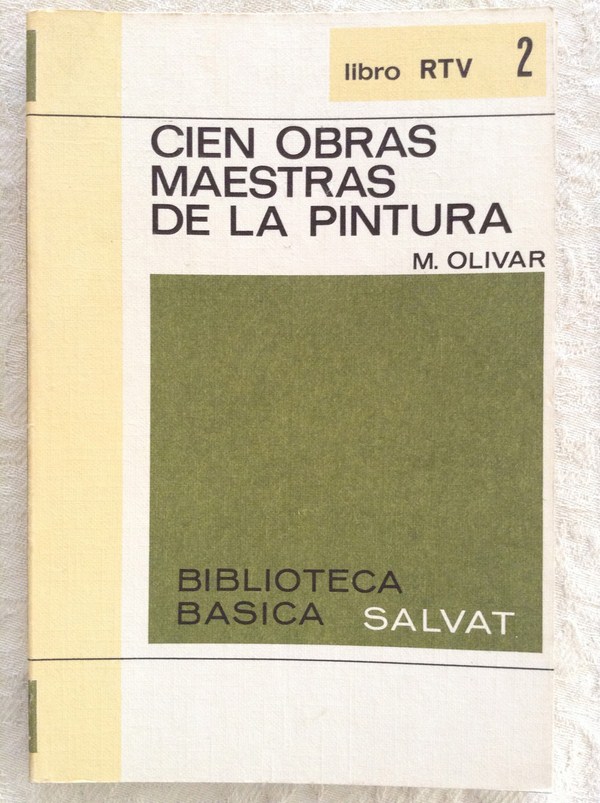 libro RTV 2
CIEN OBRAS
MAESTRAS
DE LA PINTURA
M. OLIVAR
BIBLIOTECA
BASICA SALVAT